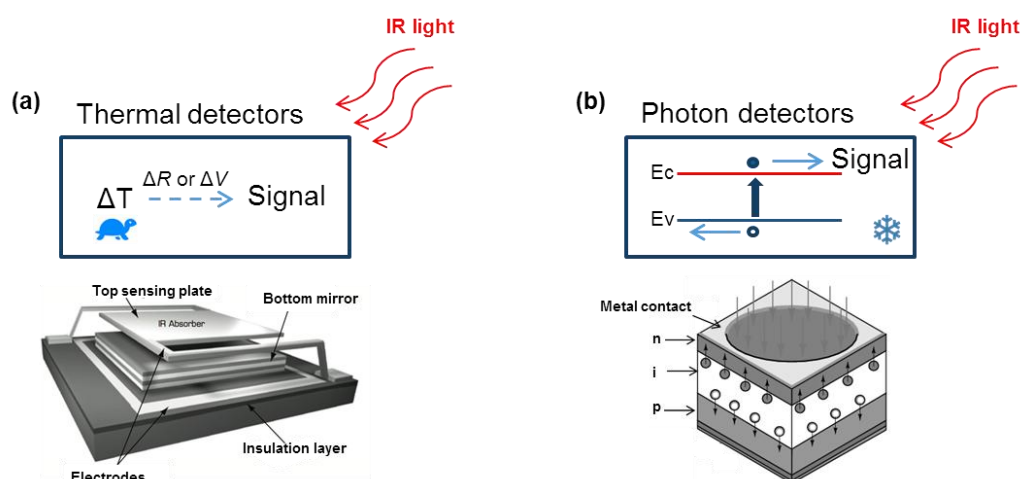 IR light
IR light
(a)
Thermal detectors
(b)
Photon detectors
ΔT
ΔR or ΔV
Signal
Ec
Signal
Ev
Top sensing plate
Bottom mirror
IR Absorber
Insulation layer
Electrodes
Metal contact
n
i
p